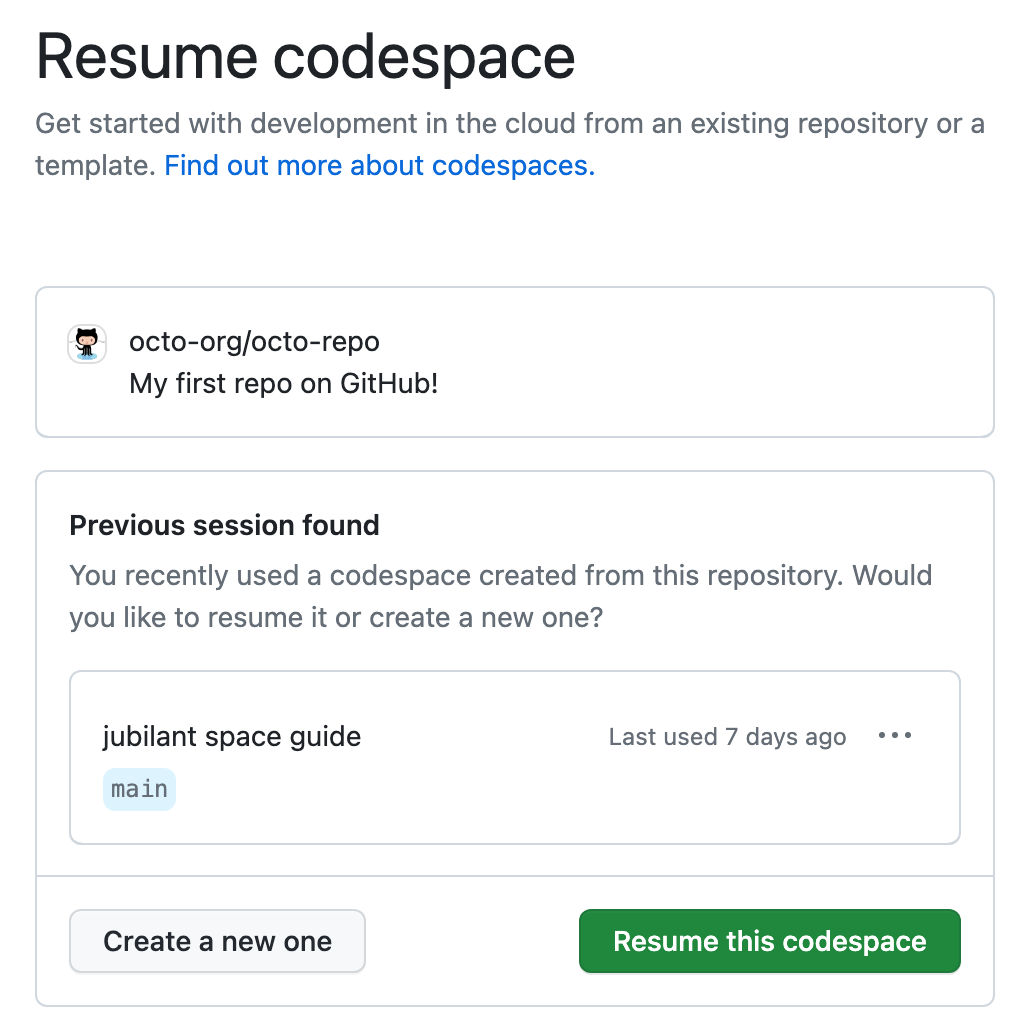 Resume codespace
Get started with development in the cloud from an existing repository or a
template. Find out more about codespaces.
octo-org/octo-repo
My first repo on GitHub!
Previous session found
You recently used a codespace created from this repository. Would
you like to resume it or create a new one?
jubilant space guide
Last used 7 days ago
main
Create a new one
Resume this codespace